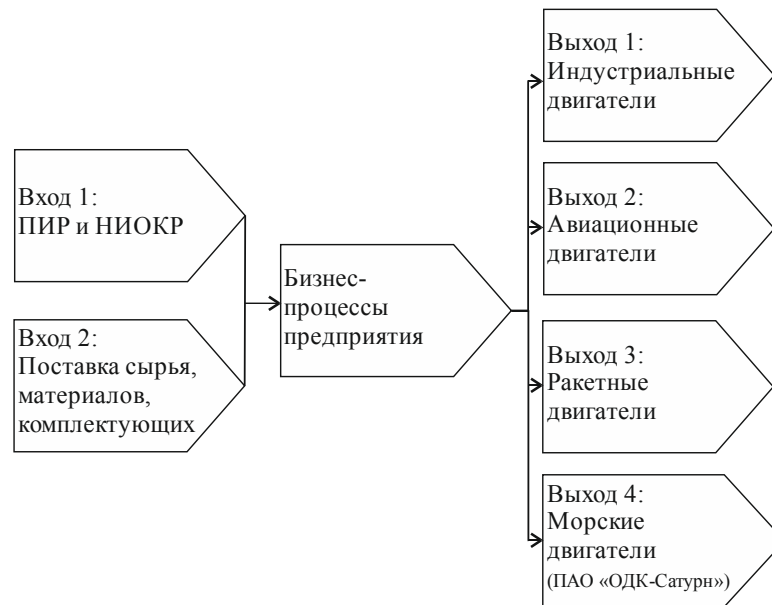 Вход 1:
ПИР и НИОКР
Вход 2:
Поставка сырья,
материалов,
комплектующих
Бизнес-
процессы
предприятия
Выход 1:
Индустриальные
двигатели
Выход 2:
Авиационные
двигатели
Выход 3:
Ракетные
двигатели
Выход 4:
Морские
двигатели
(ПАО «ОДК-Сатурн»)